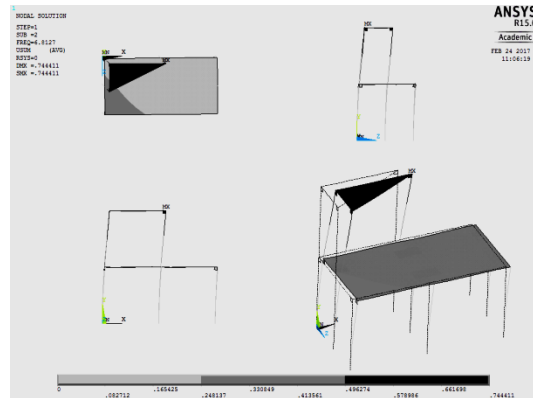 1
NODAL SOLUTION
STEP=1
SUB =2
FREQ=6.8127
USUM (AVG)
RSYS=0
DMX =.744411
SMX =.744411
ANSYS
R15.0
Academic
FEB 24 2017
11:06:19
MX
X
MX
MX
Z
MX
X
MX
X
Z
0
.082712
.165425
.248137
.330849
.413561
.496274
.578986
.661698
.744411